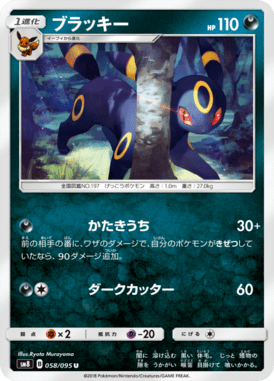 1進化
ブラッキー
HP110
イーブイから進化
全国図鑑NO.197 げっこうポケモン 高さ：1.0m 重さ：27.0kg
かたきうち 30+
前の相手の番に、ワザのダメージで、自分のポケモンがきぜつして
いたなら、90ダメージ追加。
ダークカッター 60
弱点 ×2 抵抗力 -20 にげる
Illus.Ryota Murayama
sm8 D 058/095 U
©2018 Pokémon/Nintendo/Creatures/GAME FREAK.